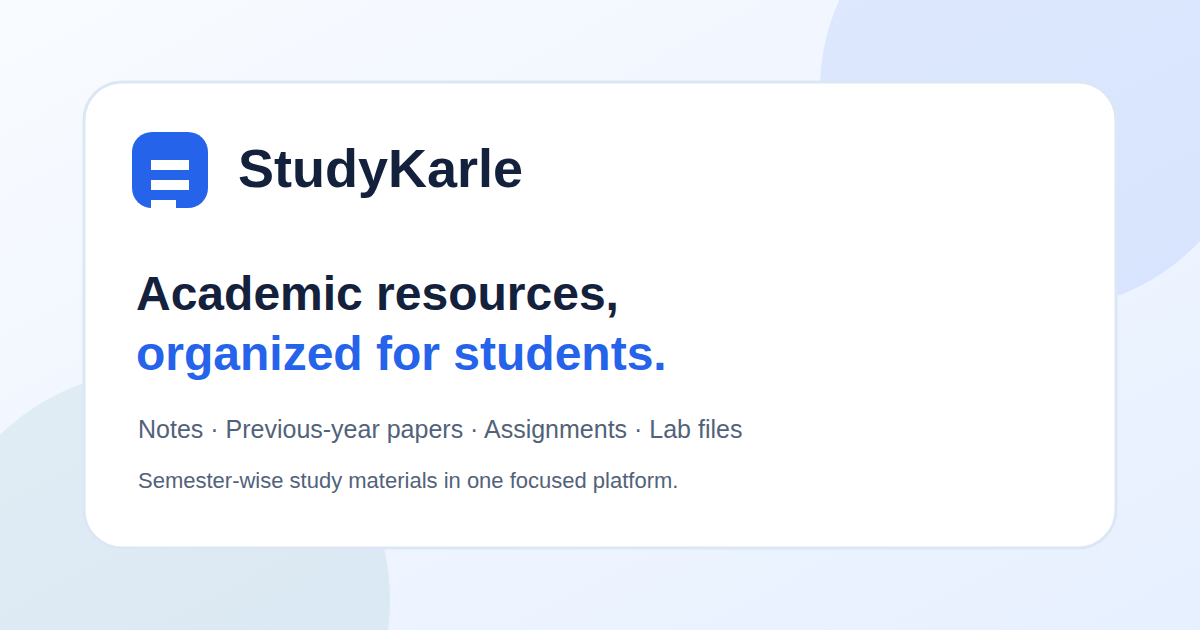 StudyKarle
Academic resources,
organized for students.
Notes · Previous-year papers · Assignments · Lab files
Semester-wise study materials in one focused platform.